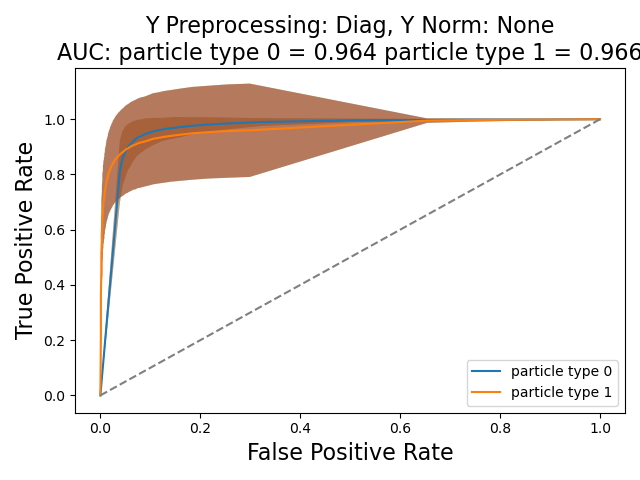 Y Preprocessing: Diag, Y Norm: None
AUC: particle type 0 = 0.964 particle type 1 = 0.966
True Positive Rate
1.0
0.8
0.6
0.4
0.2
0.0
particle type 0
particle type 1
0.0 0.2 0.4 0.6 0.8 1.0
False Positive Rate